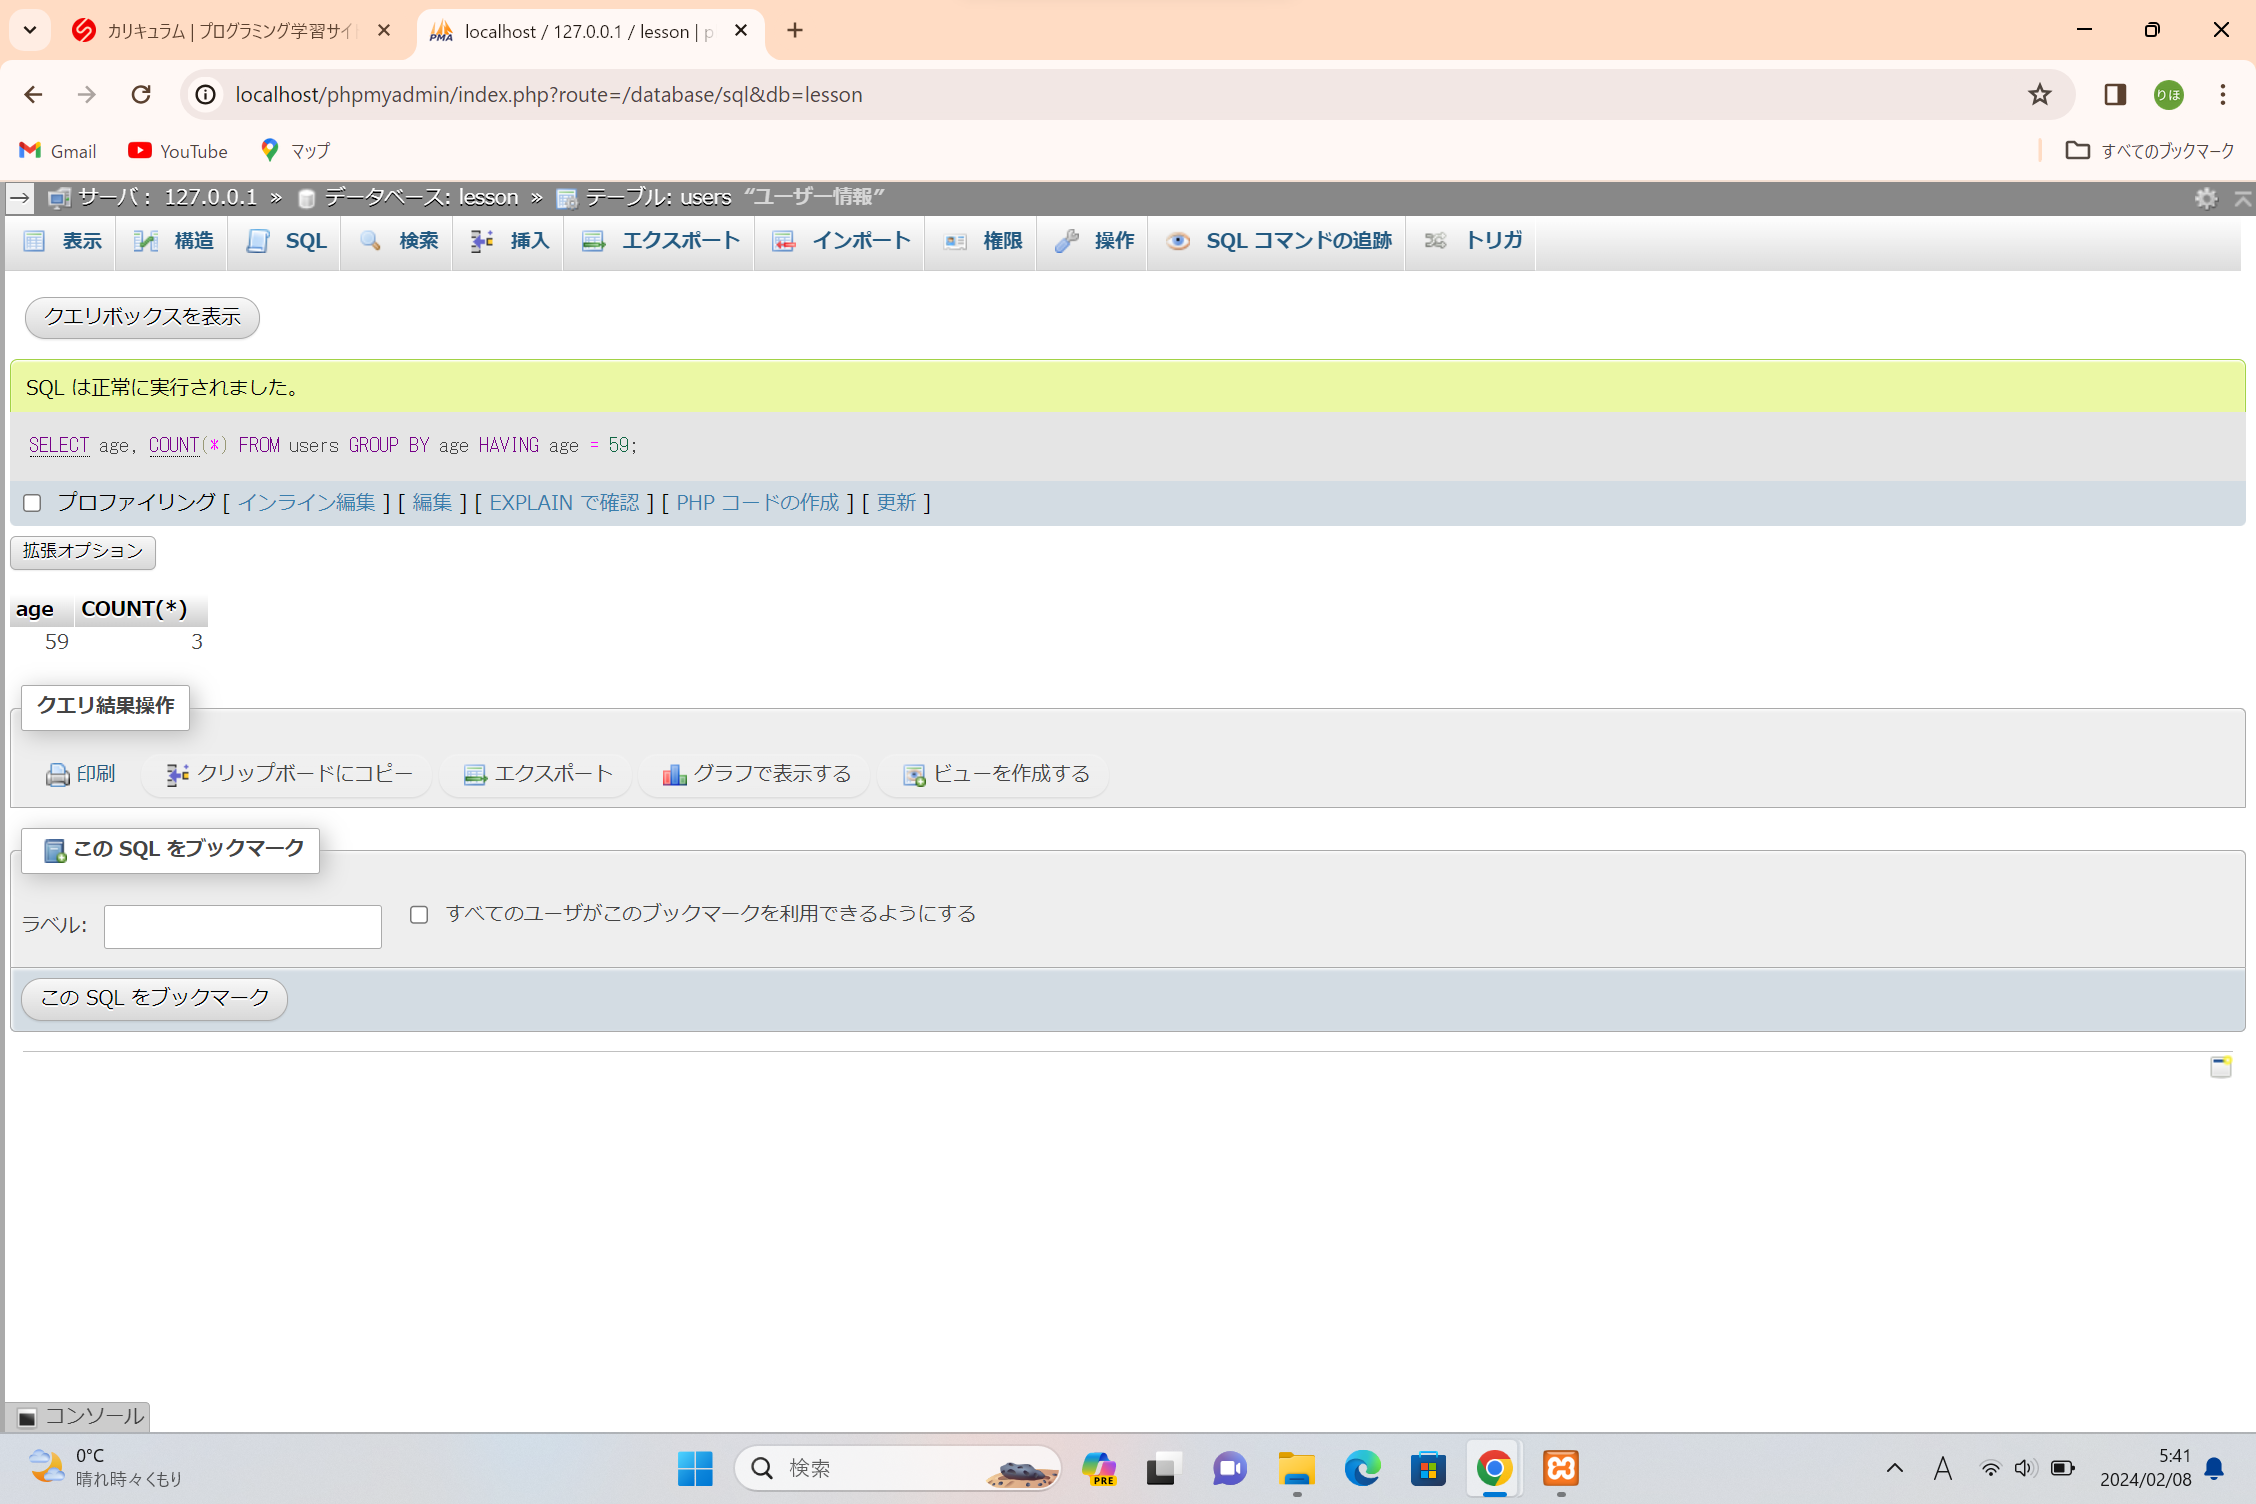 カリキュラム | プログラミング学習サイト
localhost / 127.0.0.1 / lesson | p
localhost/phpmyadmin/index.php?route=/database/sql&db=lesson
りほ
Gmail YouTube マップ すべてのブックマーク
サーバ： 127.0.0.1 » データベース: lesson » テーブル: users “ユーザー情報”
表示 構造 SQL 検索 挿入 エクスポート インポート 権限 操作 SQL コマンドの追跡 トリガ
クエリボックスを表示
SQL は正常に実行されました。
SELECT age, COUNT(*) FROM users GROUP BY age HAVING age = 59;
プロファイリング [ インライン編集 ] [ 編集 ] [ EXPLAIN で確認 ] [ PHP コードの作成 ] [ 更新 ]
拡張オプション
age COUNT(*)
59 3
クエリ結果操作
印刷 クリップボードにコピー エクスポート グラフで表示する ビューを作成する
この SQL をブックマーク
ラベル: すべてのユーザがこのブックマークを利用できるようにする
この SQL をブックマーク
コンソール
0°C
晴れ時々くもり
検索
PRE
A
5:41
2024/02/08